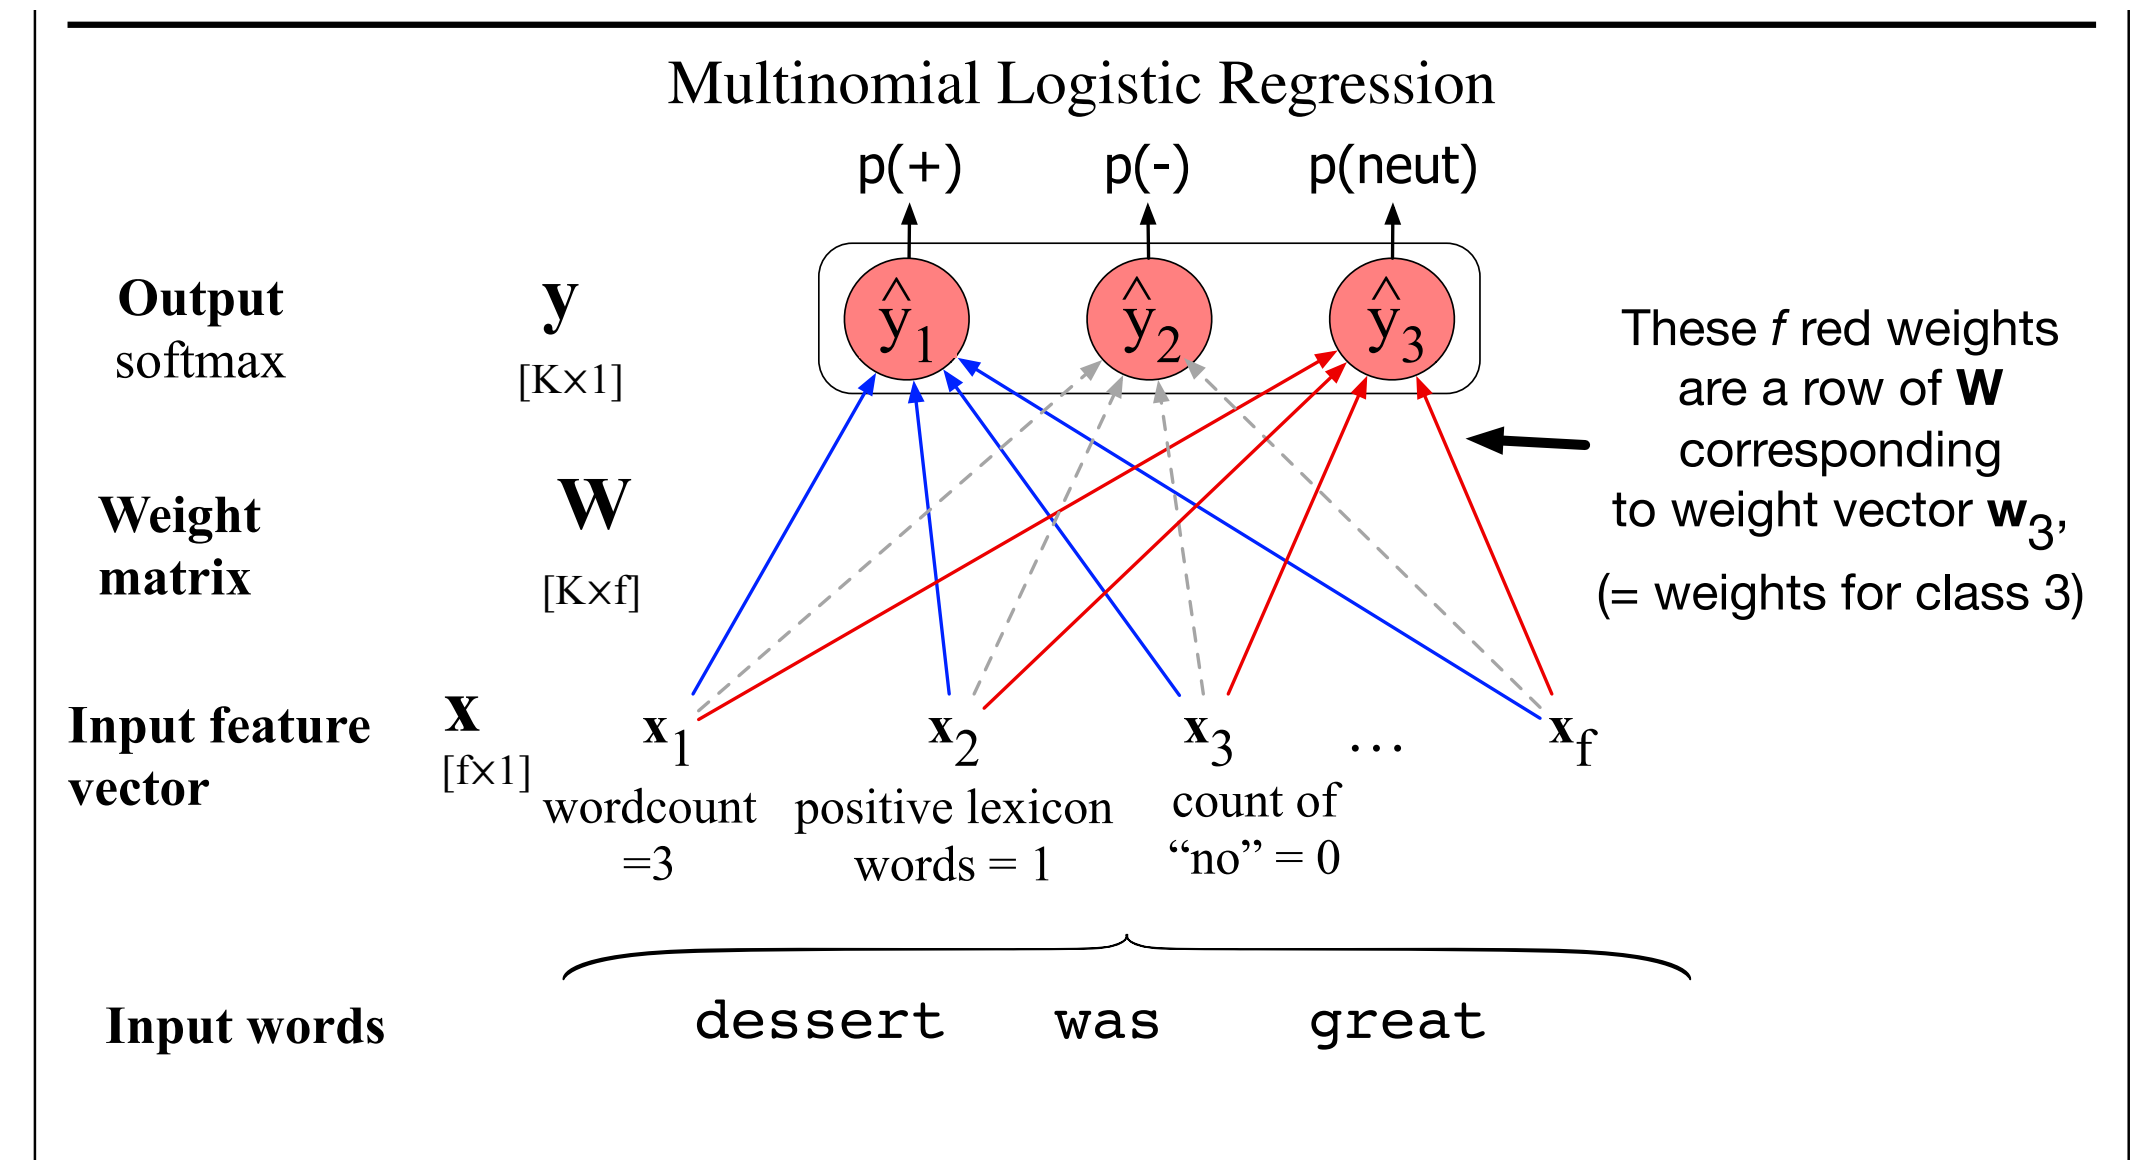 Multinomial Logistic Regression
p(+) p(-) p(neut)
Output y ŷ1 ŷ2 ŷ3
softmax [K×1]
These f red weights
are a row of W
corresponding
to weight vector w3,
(= weights for class 3)
Weight W
matrix [K×f]
Input feature x x1 x2 x3 … xf
vector [f×1]
wordcount
=3
positive lexicon
words = 1
count of
“no” = 0
Input words dessert was great